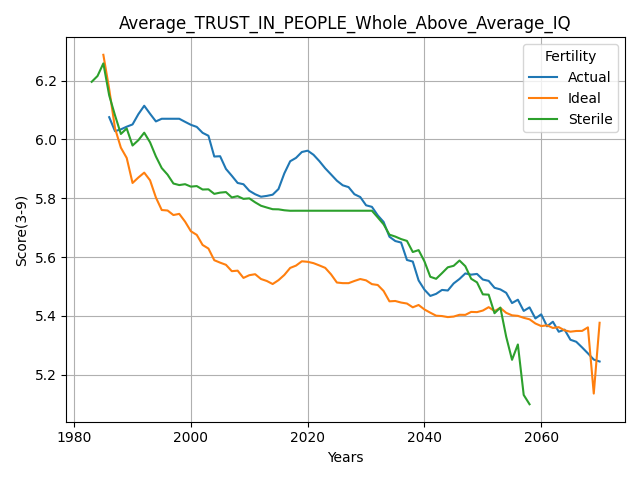 Average_TRUST_IN_PEOPLE_Whole_Above_Average_IQ
Fertility
Actual
Ideal
Sterile
Score(3-9)
6.2
6.0
5.8
5.6
5.4
5.2
1980
2000
2020
2040
2060
Years